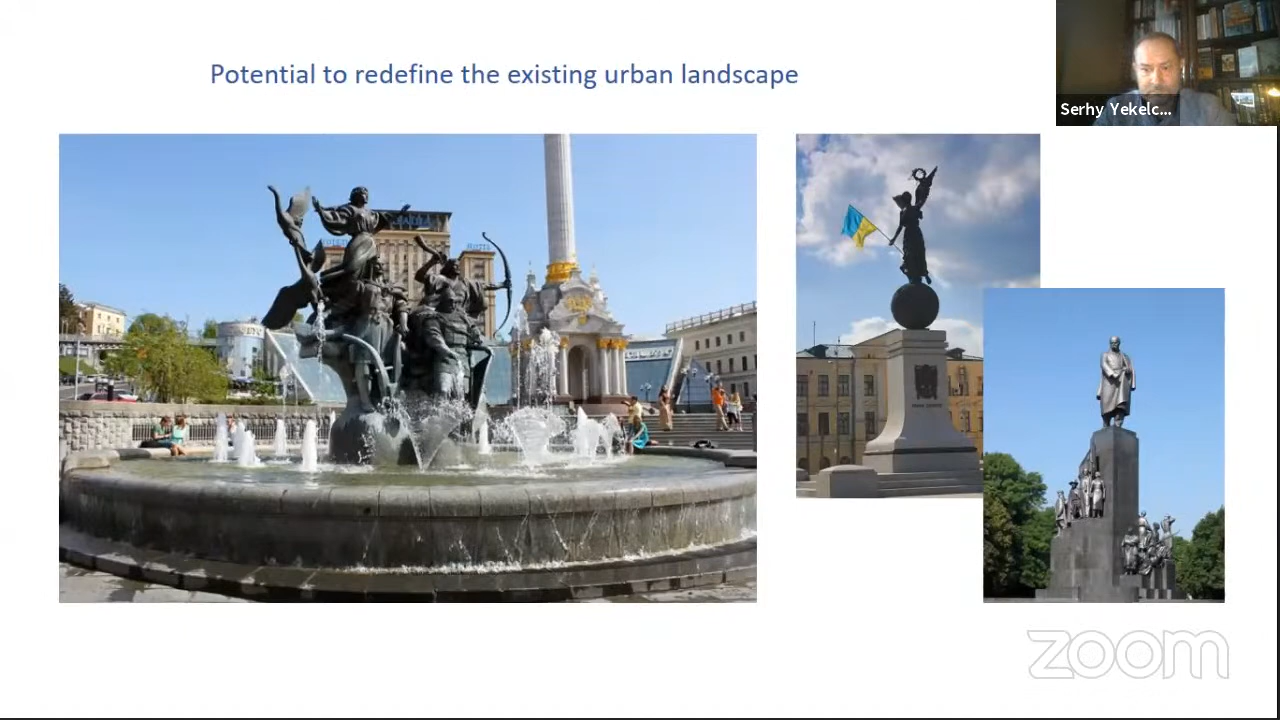 Potential to redefine the existing urban landscape
Serhy Yekelc...
zoom